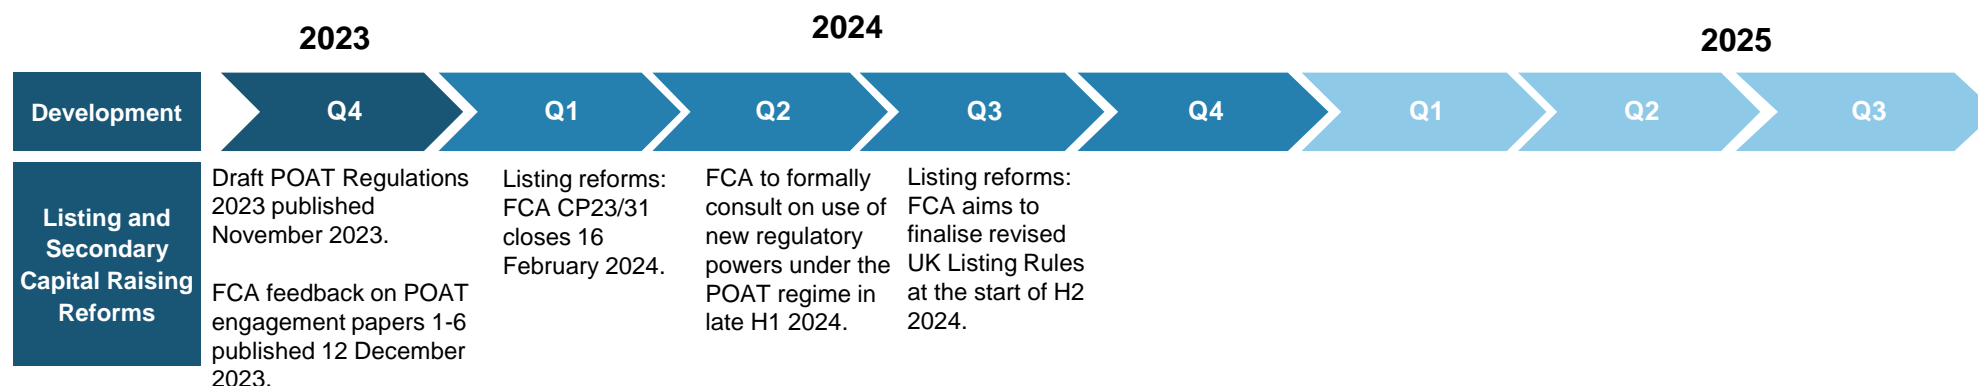 2023
2024
2025
Development
Q4
Q1
Q2
Q3
Q4
Q1
Q2
Q3
Listing and
Secondary
Capital Raising
Reforms
Draft POAT Regulations
2023 published
November 2023.
FCA feedback on POAT
engagement papers 1-6
published 12 December
2023.
Listing reforms:
FCA CP23/31
closes 16
February 2024.
FCA to formally
consult on use of
new regulatory
powers under the
POAT regime in
late H1 2024.
Listing reforms:
FCA aims to
finalise revised
UK Listing Rules
at the start of H2
2024.